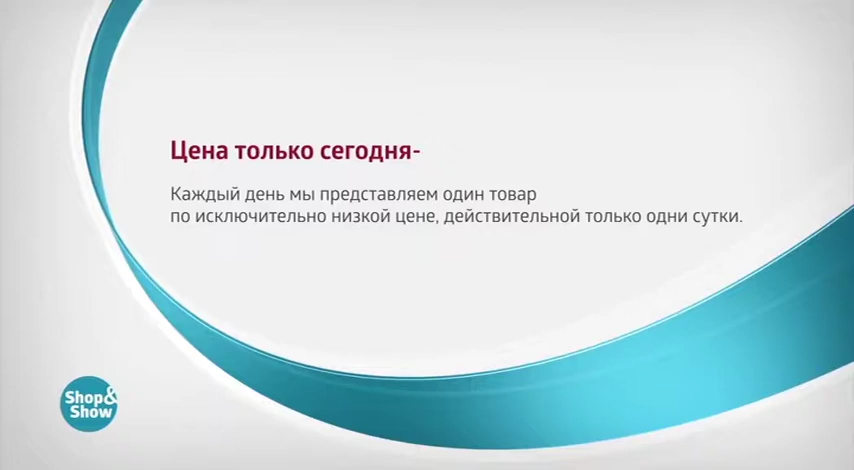 Цена только сегодня-
Каждый день мы представляем один товар
по исключительно низкой цене, действительной только одни сутки.
Shop&
Show